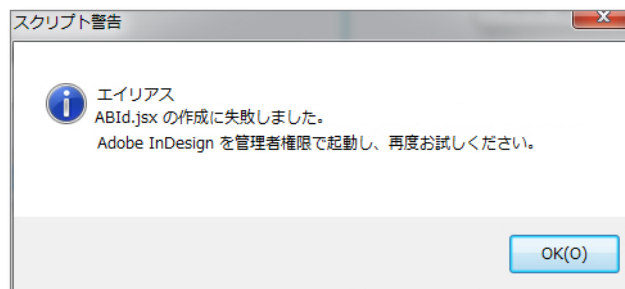 スクリプト警告
エイリアス
ABId.jsx の作成に失敗しました。
Adobe InDesign を管理者権限で起動し、再度お試しください。
OK(O)